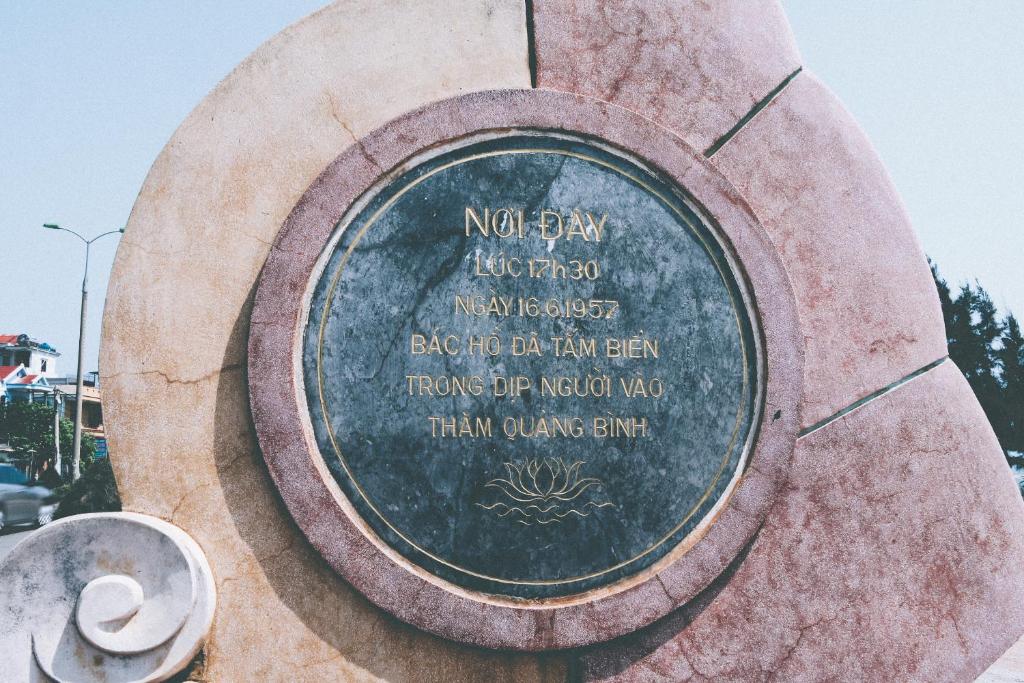 NƠI ĐÂY
LÚC 17h30
NGÀY 16.6.1957
BÁC HỒ ĐÃ TẮM BIỂN
TRONG DỊP NGƯỜI VÀO
THĂM QUẢNG BÌNH